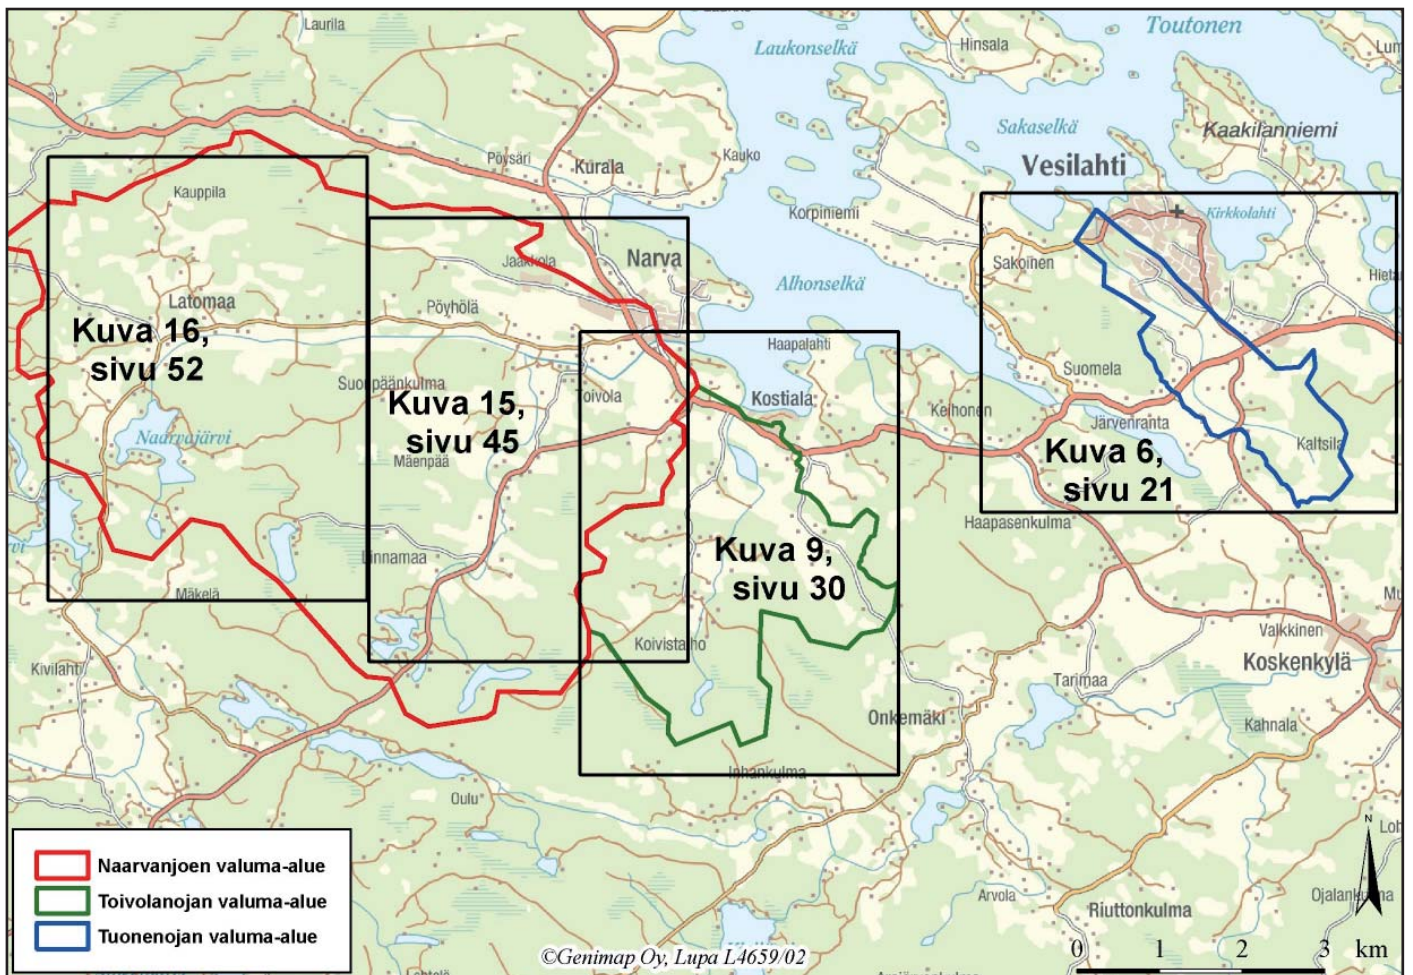 Laurila
Laukonselkä
Hinsala
Toutonen
Sakaselkä
Kaakilanniemi
Pöysäri
Kurala
Kauko
Vesilahti
Kauppila
Korpiniemi
Kirkkolahti
Jaakkola
Narva
Sakoinen
Alhonselkä
Latomaa
Pöyhölä
Kuva 16,
sivu 52
Haapalahti
Suonpäänkulma
Toivola
Kostiala
Suomela
Kuva 15,
sivu 45
Keihonen
Järvenranta
Naarvajärvi
Mäenpää
Kaltsila
Kuva 6,
sivu 21
Haapasenkulma
Linnamaa
Kuva 9,
sivu 30
Mäkelä
Valkkinen
Koivistalho
Koskenkylä
Kivilahti
Tarimaa
Onkemäki
Kahnala
Inhankulma
Oulu
Naarvanjoen valuma-alue
Toivolanojan valuma-alue
Tuonenojan valuma-alue
N
Arvola
Riuttonkulma
0 1 2 3 km
©Genimap Oy, Lupa L4659/02